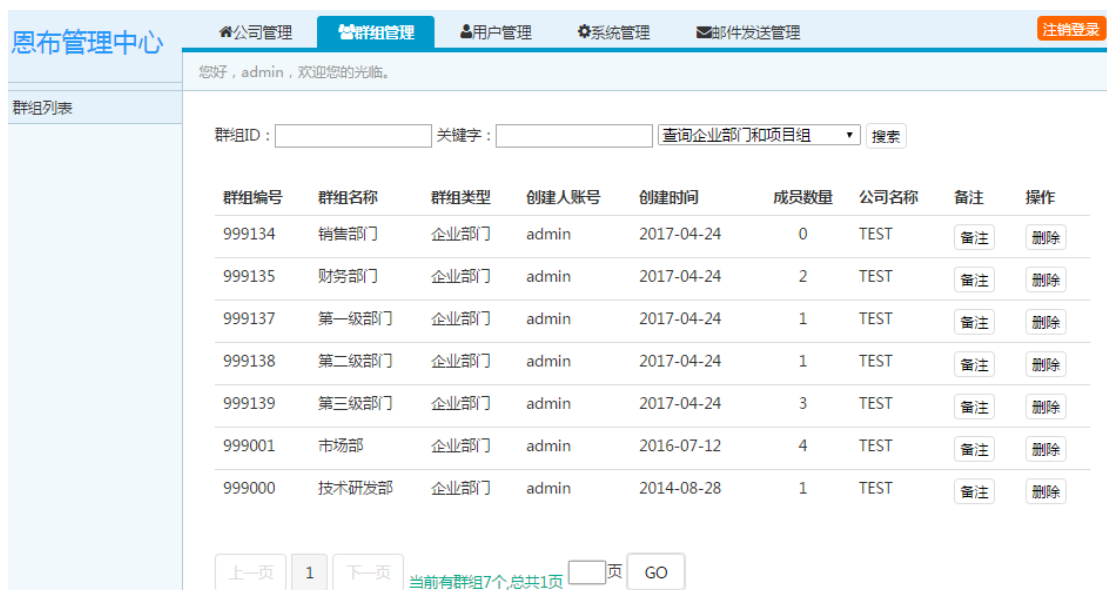 恩布管理中心
公司管理 群组管理 用户管理 系统管理 邮件发送管理 注销登录
您好，admin，欢迎您的光临。
群组列表
群组ID： 关键字： 查询企业部门和项目组 搜索
群组编号 群组名称 群组类型 创建人账号 创建时间 成员数量 公司名称 备注 操作
999134 销售部门 企业部门 admin 2017-04-24 0 TEST 备注 删除
999135 财务部门 企业部门 admin 2017-04-24 2 TEST 备注 删除
999137 第一级部门 企业部门 admin 2017-04-24 1 TEST 备注 删除
999138 第二级部门 企业部门 admin 2017-04-24 1 TEST 备注 删除
999139 第三级部门 企业部门 admin 2017-04-24 3 TEST 备注 删除
999001 市场部 企业部门 admin 2016-07-12 4 TEST 备注 删除
999000 技术研发部 企业部门 admin 2014-08-28 1 TEST 备注 删除
上一页 1 下一页 当前有群组7个,总共1页 页 GO